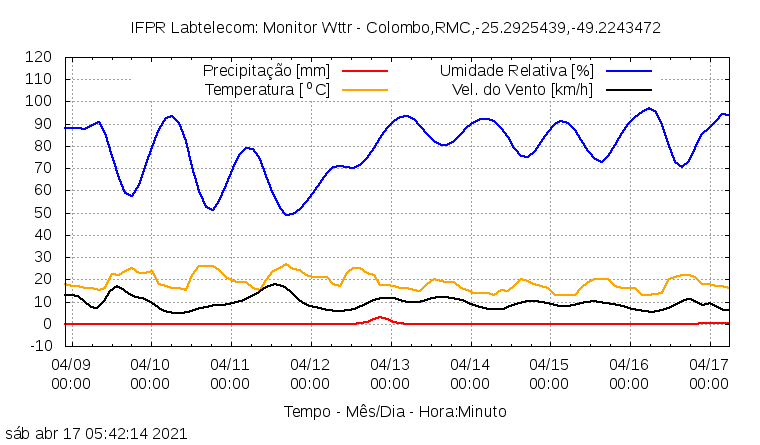 IFPR Labtelecom: Monitor Wttr - Colombo,RMC,-25.2925439,-49.2243472
120
110
100
90
80
70
60
50
40
30
20
10
0
-10
Precipitação [mm]
Temperatura [⁰C]
Umidade Relativa [%]
Vel. do Vento [km/h]
04/09 04/10 04/11 04/12 04/13 04/14 04/15 04/16 04/17
00:00 00:00 00:00 00:00 00:00 00:00 00:00 00:00 00:00
Tempo - Mês/Dia - Hora:Minuto
sáb abr 17 05:42:14 2021